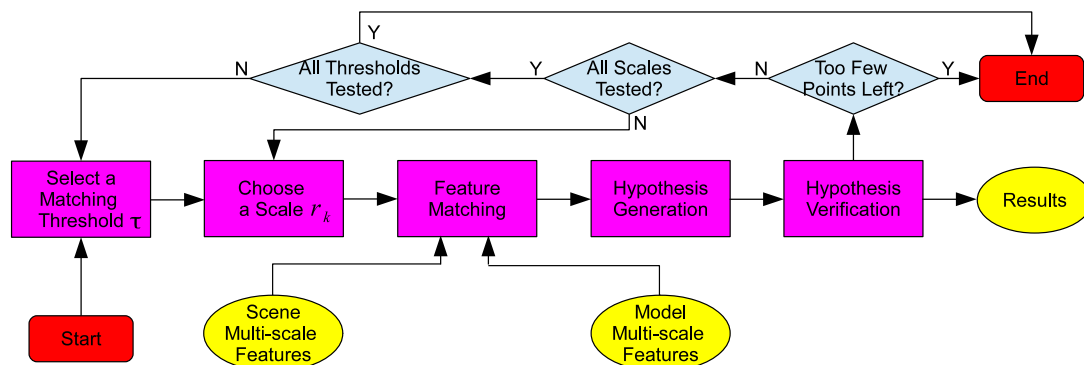 Y
N
All Thresholds
Tested?
Y
All Scales
Tested?
N
Too Few
Points Left?
Y
End
N
Select a
Matching
Threshold τ
Choose
a Scale r_k
Feature
Matching
Hypothesis
Generation
Hypothesis
Verification
Results
Start
Scene
Multi-scale
Features
Model
Multi-scale
Features